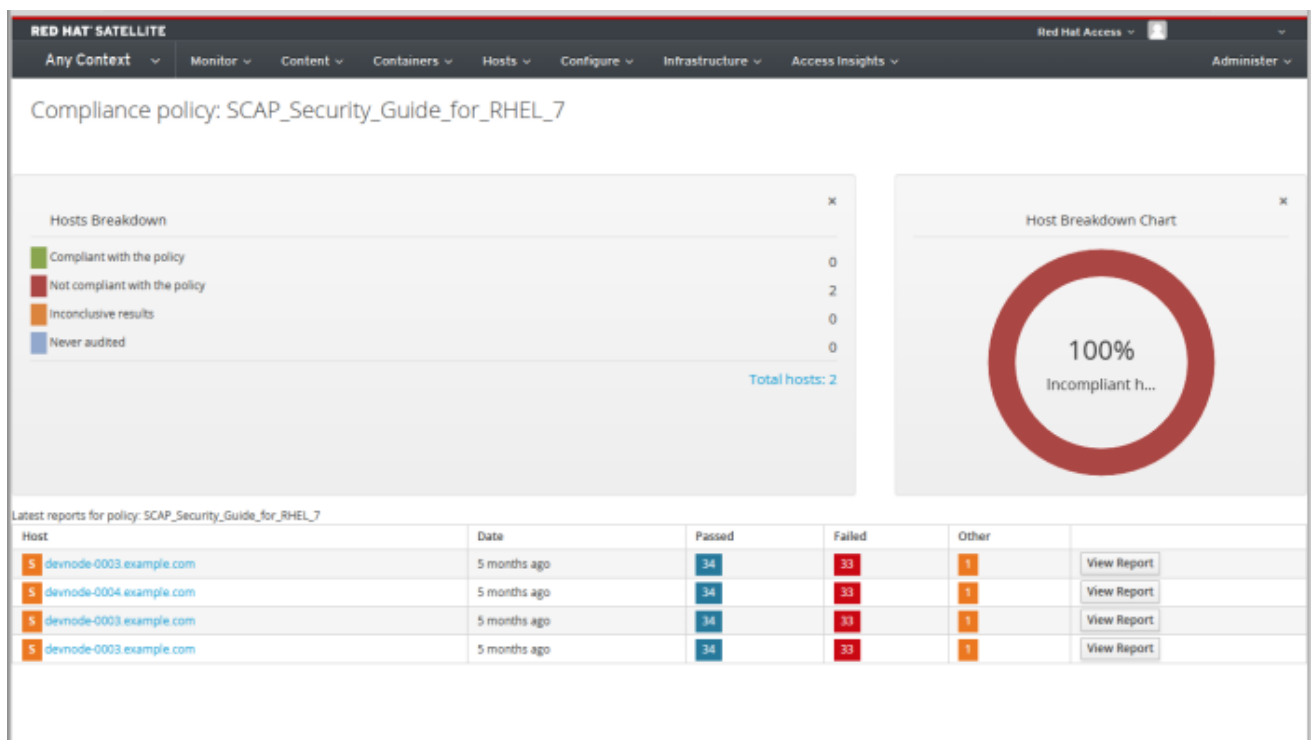 RED HAT SATELLITE
Red Hat Access
Any Context Monitor Content Containers Hosts Configure Infrastructure Access Insights Administer
Compliance policy: SCAP_Security_Guide_for_RHEL_7
Hosts Breakdown
Compliant with the policy 0
Not compliant with the policy 2
Inconclusive results 0
Never audited 0
Total hosts: 2
Host Breakdown Chart
100%
Incompliant h...
Latest reports for policy: SCAP_Security_Guide_for_RHEL_7
Host Date Passed Failed Other
S devnode-0003.example.com 5 months ago 34 33 1 View Report
S devnode-0004.example.com 5 months ago 34 33 1 View Report
S devnode-0003.example.com 5 months ago 34 33 1 View Report
S devnode-0003.example.com 5 months ago 34 33 1 View Report